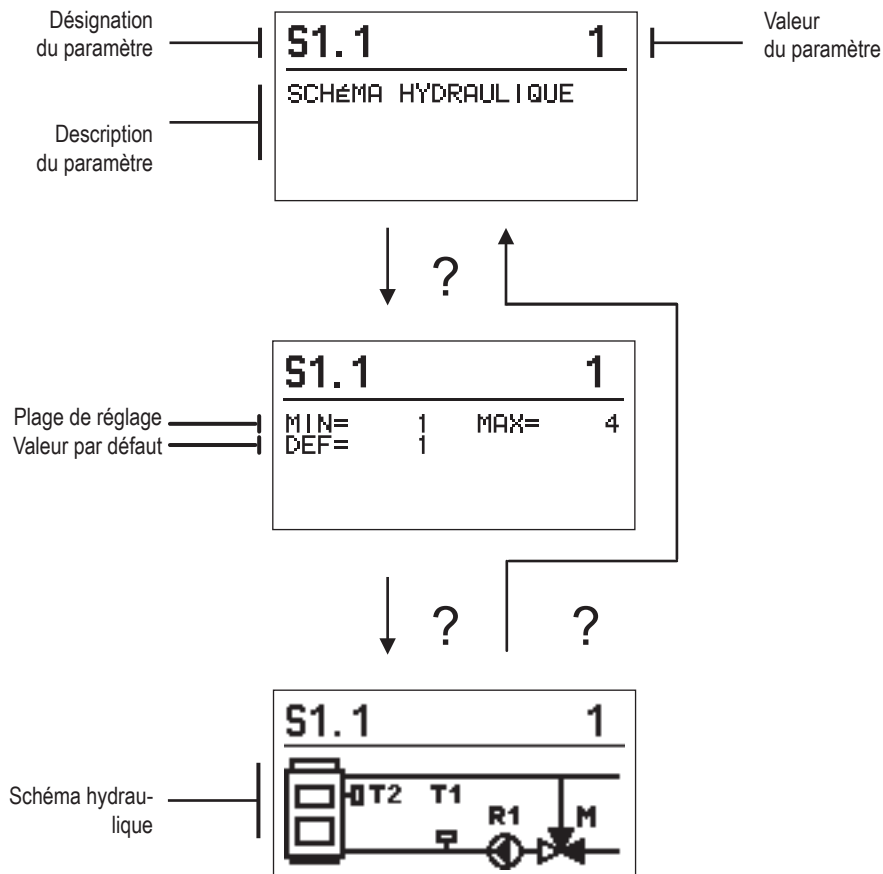 Désignation
du paramètre
S1.1 1
Valeur
du paramètre
SCHéMA HYDRAULIQUE
Description
du paramètre
?
S1.1 1
Plage de réglage
MIN= 1 MAX= 4
Valeur par défaut
DEF= 1
? ?
S1.1 1
Schéma hydrau-
lique
T2 T1
R1 M